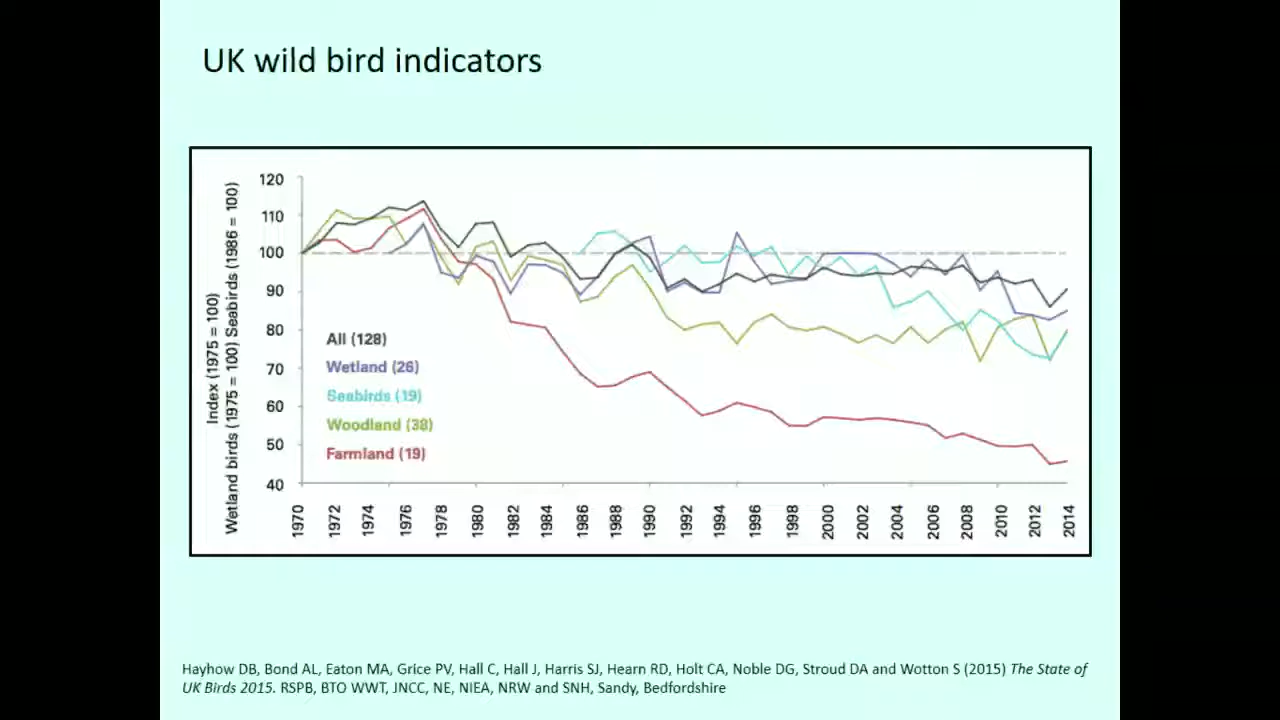 UK wild bird indicators
Index (1975 = 100)
Wetland birds (1975 = 100) Seabirds (1986 = 100)
120
110
100
90
80
70
60
50
40
All (128)
Wetland (26)
Seabirds (19)
Woodland (38)
Farmland (19)
1970 1972 1974 1976 1978 1980 1982 1984 1986 1988 1990 1992 1994 1996 1998 2000 2002 2004 2006 2008 2010 2012 2014
Hayhow DB, Bond AL, Eaton MA, Grice PV, Hall C, Hall J, Harris SJ, Hearn RD, Holt CA, Noble DG, Stroud DA and Wotton S (2015) The State of
UK Birds 2015. RSPB, BTO WWT, JNCC, NE, NIEA, NRW and SNH, Sandy, Bedfordshire